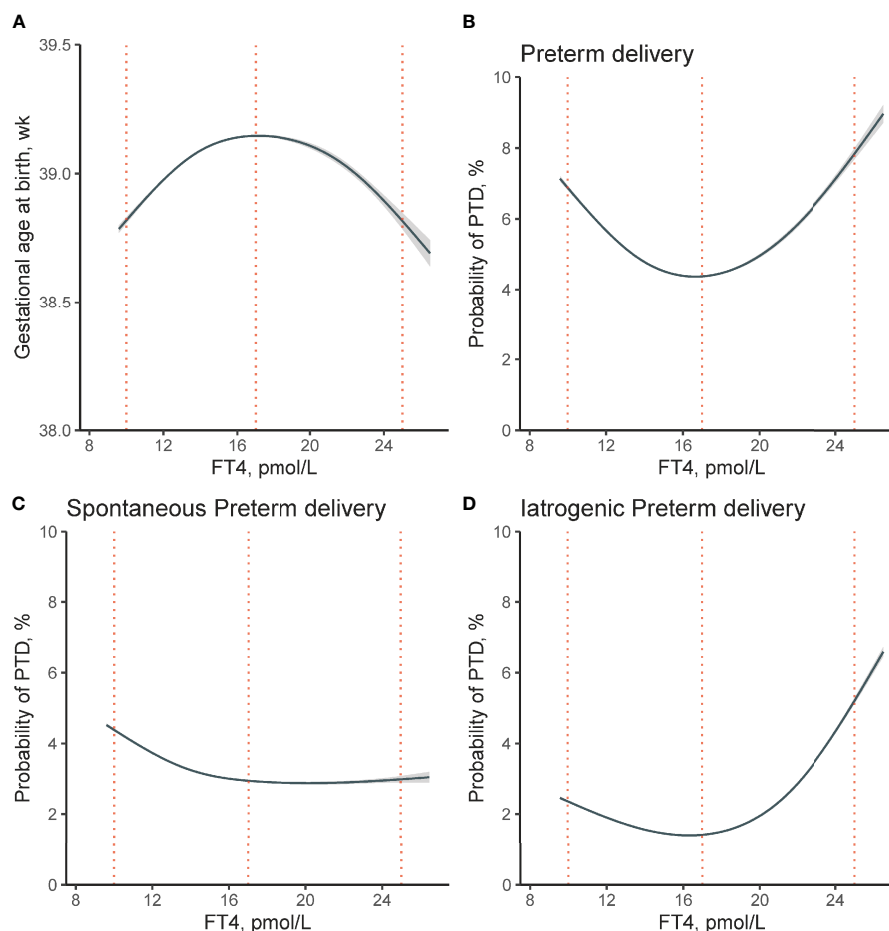 A
39.5
39.0
38.5
38.0
Gestational age at birth, wk
8 12 16 20 24
FT4, pmol/L
B
Preterm delivery
10
8
6
4
2
0
Probability of PTD, %
8 12 16 20 24
FT4, pmol/L
C
Spontaneous Preterm delivery
10
8
6
4
2
0
Probability of PTD, %
8 12 16 20 24
FT4, pmol/L
D
Iatrogenic Preterm delivery
10
8
6
4
2
0
Probability of PTD, %
8 12 16 20 24
FT4, pmol/L